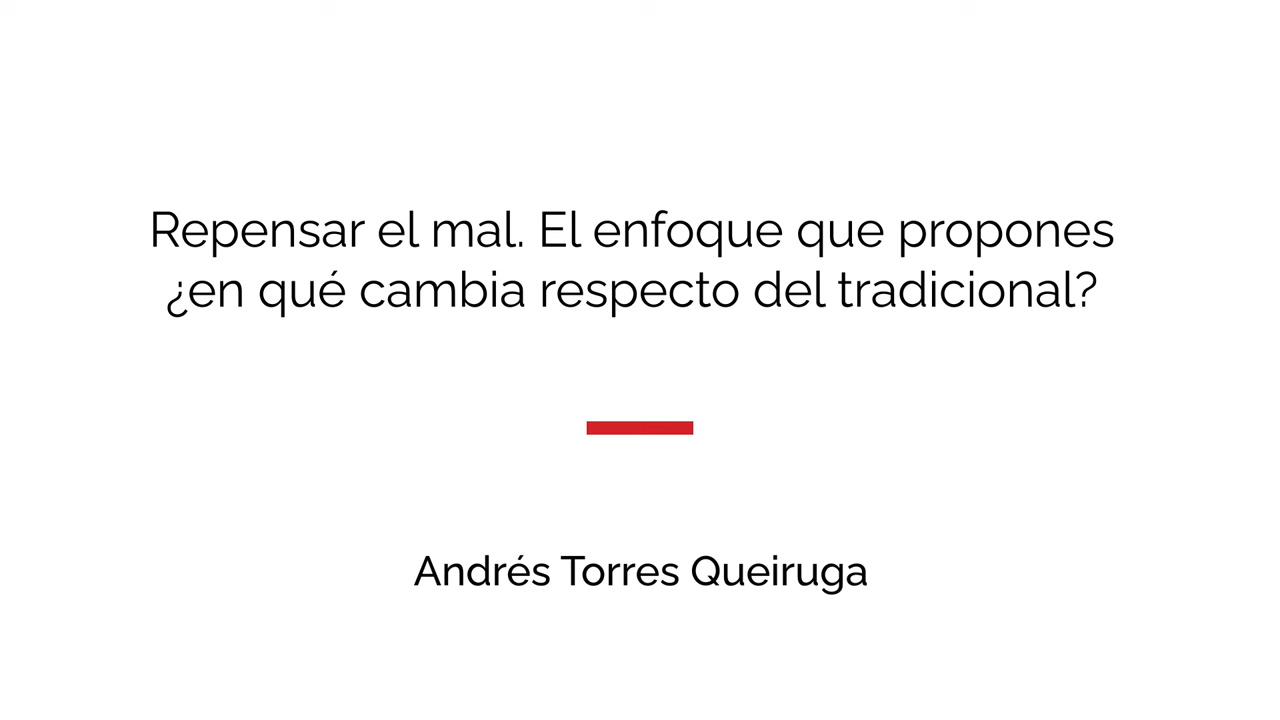 Repensar el mal. El enfoque que propones
¿en qué cambia respecto del tradicional?
Andrés Torres Queiruga